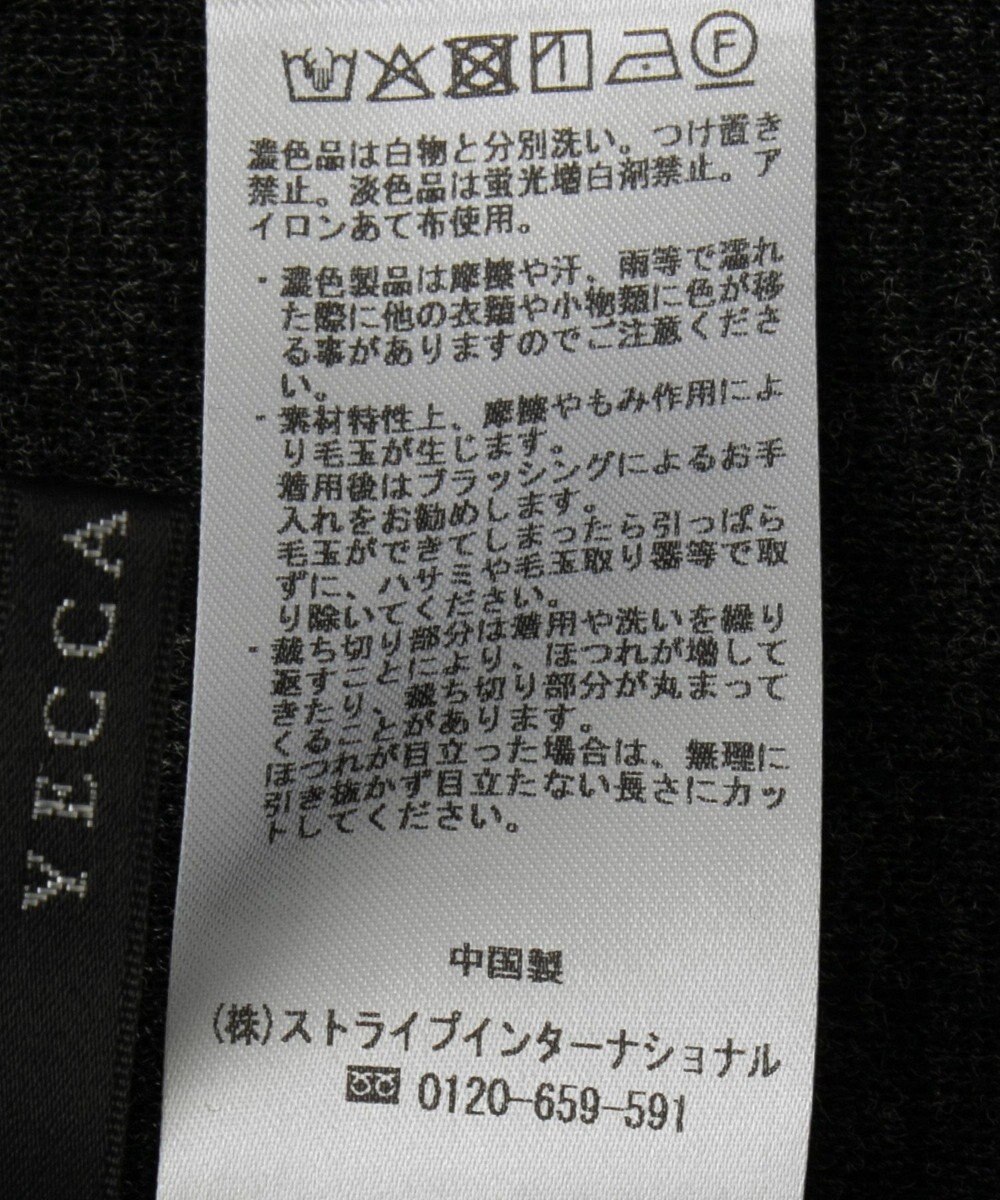 F
濃色品は白物と分別洗い。つけ置き
禁止。淡色品は蛍光増白剤禁止。ア
イロンあて布使用。
・濃色製品は摩擦や汗、雨等で濡れ
た際に他の衣類や小物類に色が移
る事がありますのでご注意くださ
い。
・素材特性上、摩擦やもみ作用によ
り毛玉が生じます。
着用後はブラッシングによるお手
入れをお勧めします。
毛玉ができてしまったら引っぱら
ずに、ハサミや毛玉取り器等で取
り除いてください。
・裁ち切り部分は着用や洗いを繰り
返すことにより、ほつれが増して
きたり、裁ち切り部分が丸まって
くることがあります。
ほつれが目立った場合は、無理に
引き抜かず目立たない長さにカッ
トしてください。
中国製
(株)ストライプインターナショナル
0120-659-591
YECCA